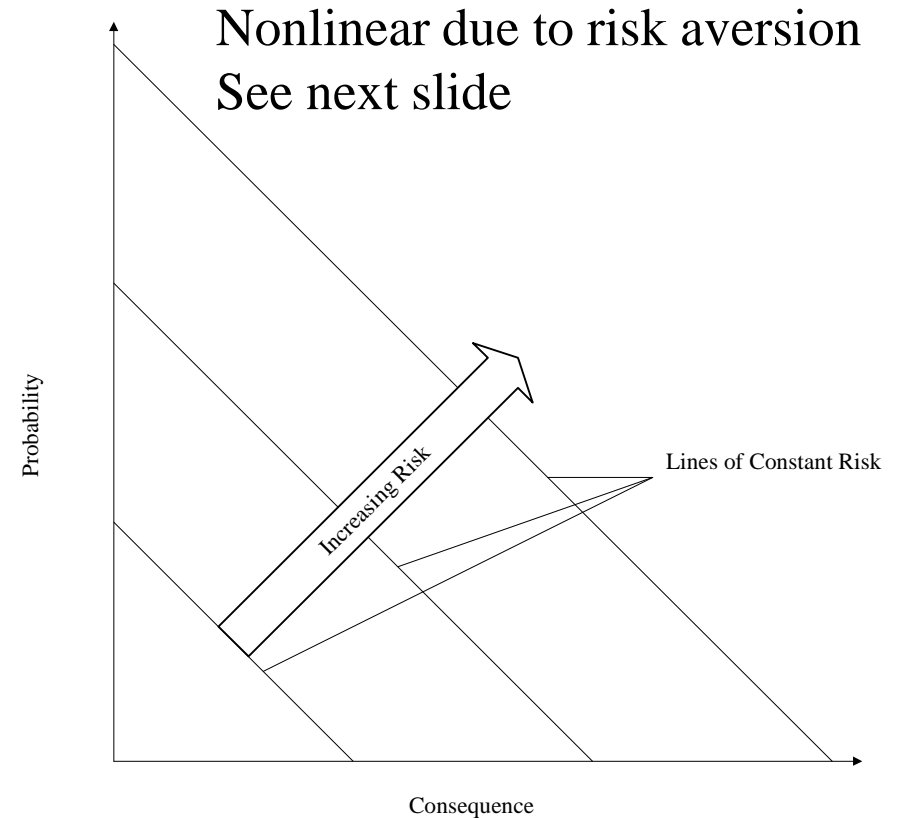 Nonlinear due to risk aversion
See next slide
Probability
Increasing Risk
Lines of Constant Risk
Consequence